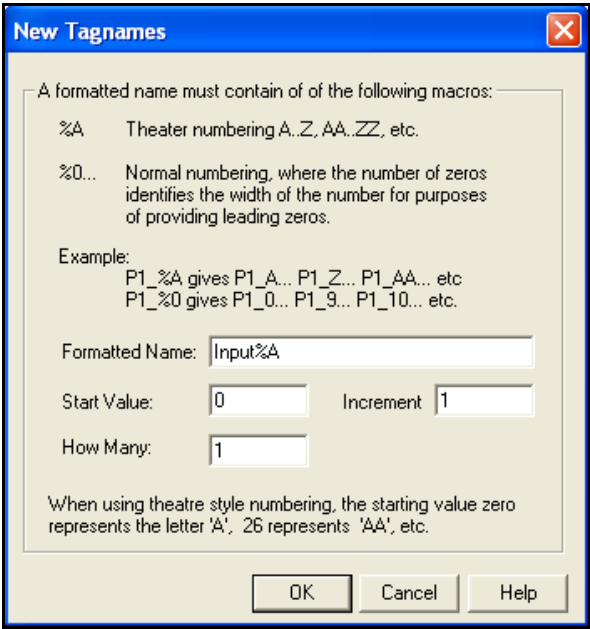 New Tagnames
A formatted name must contain of of the following macros:
%A Theater numbering A..Z, AA..ZZ, etc.
%0... Normal numbering, where the number of zeros
identifies the width of the number for purposes
of providing leading zeros.
Example:
P1_%A gives P1_A... P1_Z... P1_AA... etc
P1_%0 gives P1_0... P1_9... P1_10... etc.
Formatted Name: Input%A
Start Value: 0 Increment 1
How Many: 1
When using theatre style numbering, the starting value zero
represents the letter 'A', 26 represents 'AA', etc.
OK Cancel Help